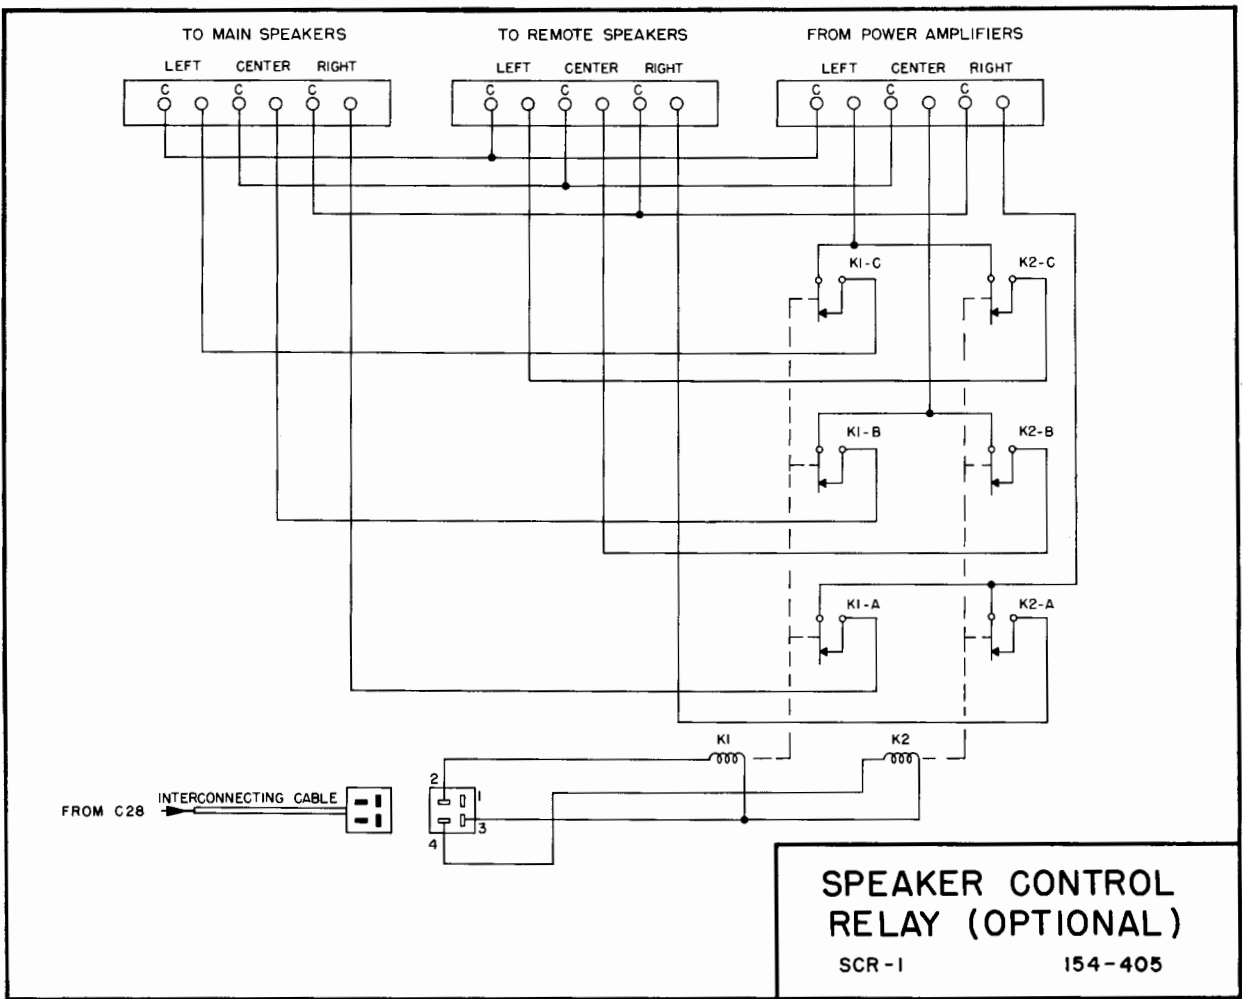 TO MAIN SPEAKERS
TO REMOTE SPEAKERS
FROM POWER AMPLIFIERS
LEFT CENTER RIGHT
LEFT CENTER RIGHT
LEFT CENTER RIGHT
C C C
C C C
C C C
K1-C
K2-C
K1-B
K2-B
K1-A
K2-A
K1
K2
2
1
3
4
FROM C28
INTERCONNECTING CABLE
SPEAKER CONTROL
RELAY (OPTIONAL)
SCR-1 154-405